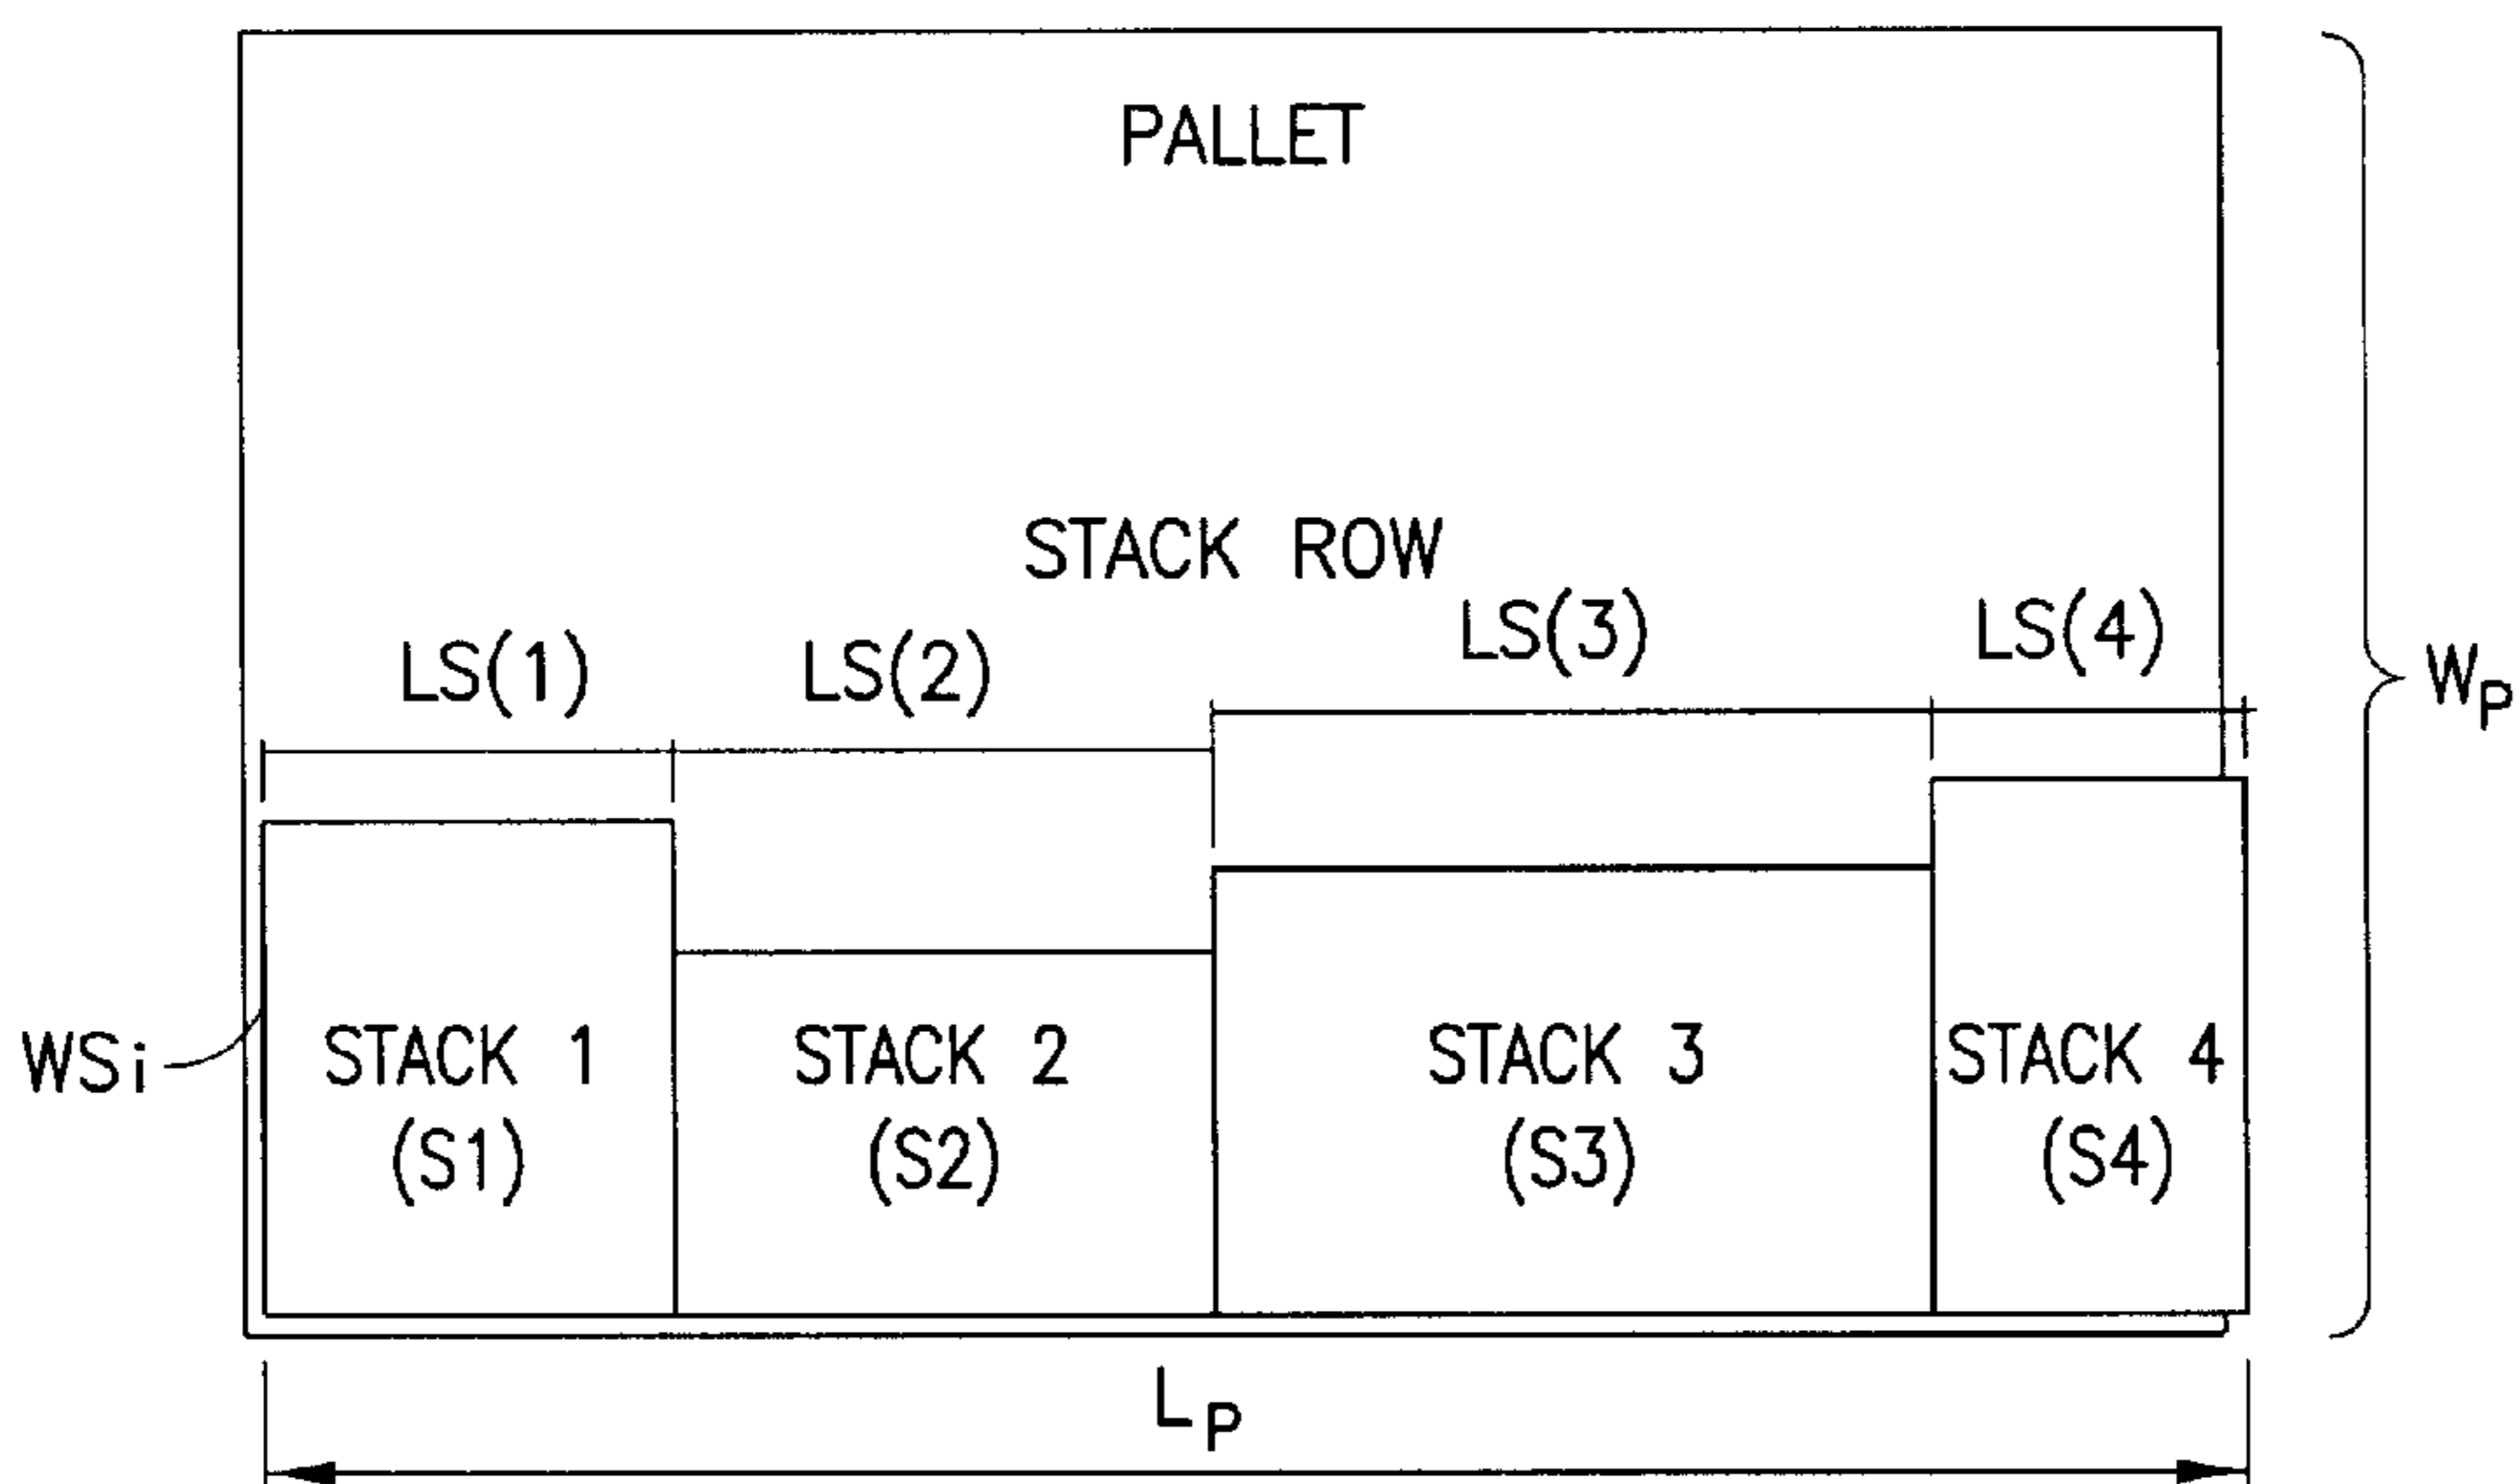 PALLET
STACK ROW
LS(1) LS(2) LS(3) LS(4)
WP
WSi
STACK 1
(S1)
STACK 2
(S2)
STACK 3
(S3)
STACK 4
(S4)
LP